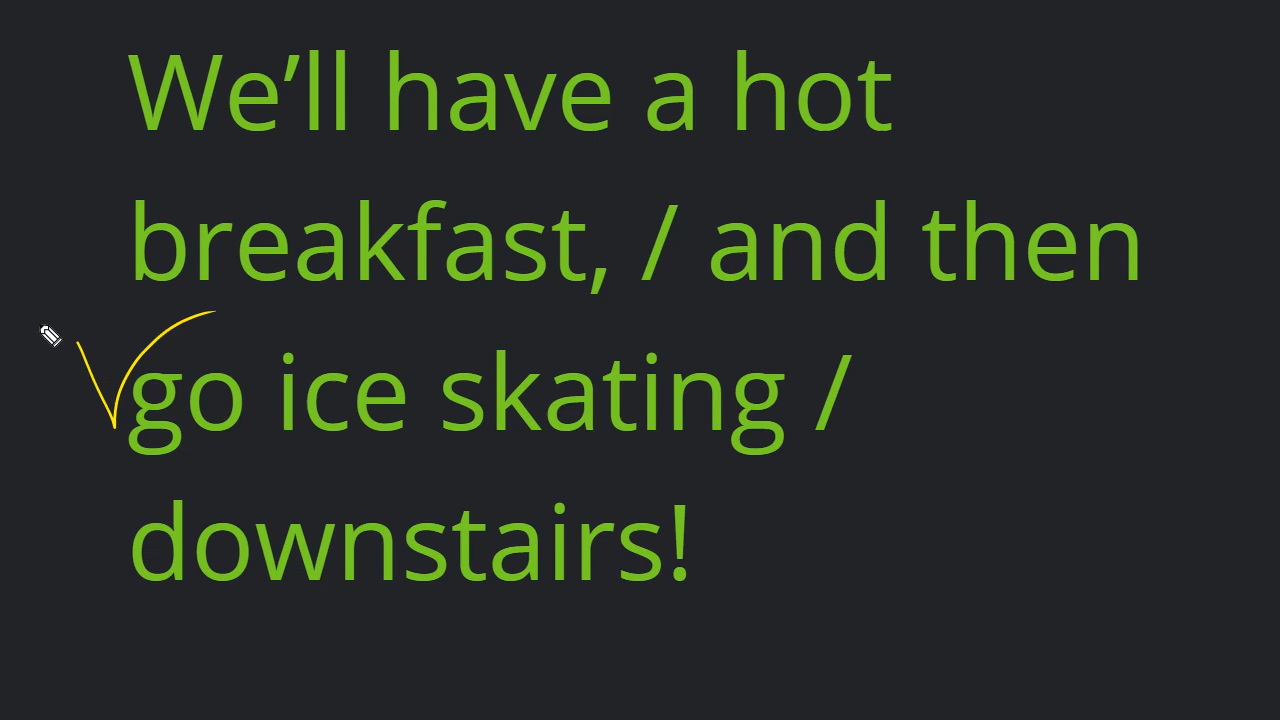 We’ll have a hot
breakfast, / and then
go ice skating /
downstairs!